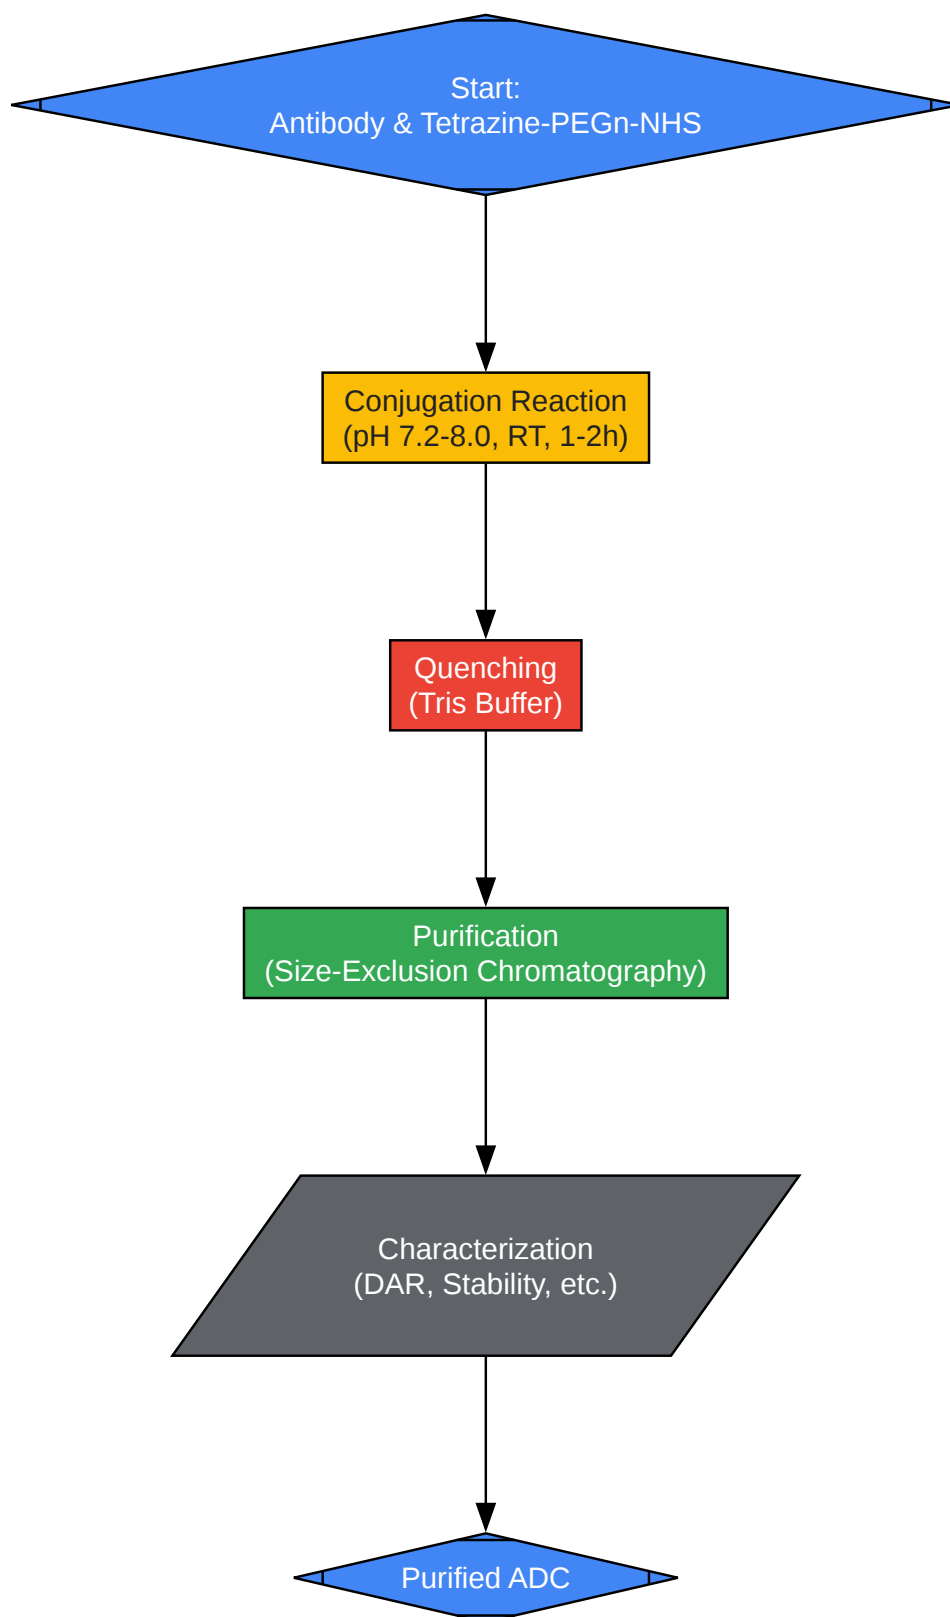 Start:
Antibody & Tetrazine-PEGn-NHS
Conjugation Reaction
(pH 7.2-8.0, RT, 1-2h)
Quenching
(Tris Buffer)
Purification
(Size-Exclusion Chromatography)
Characterization
(DAR, Stability, etc.)
Purified ADC